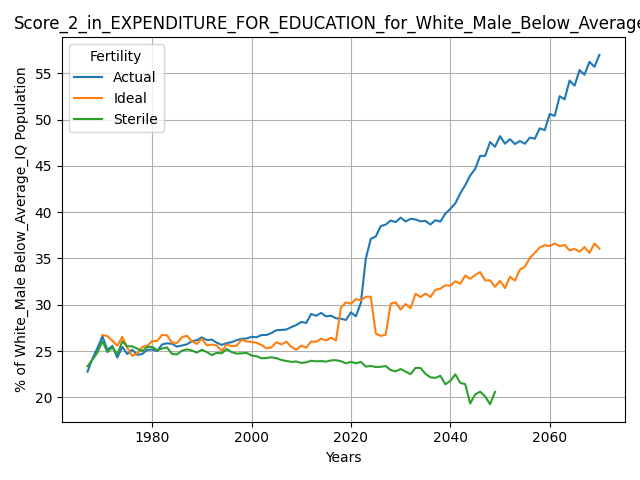 Score_2_in_EXPENDITURE_FOR_EDUCATION_for_White_Male_Below_Average
Fertility
Actual
Ideal
Sterile
% of White_Male Below_Average_IQ Population
55
50
45
40
35
30
25
20
1980
2000
2020
2040
2060
Years